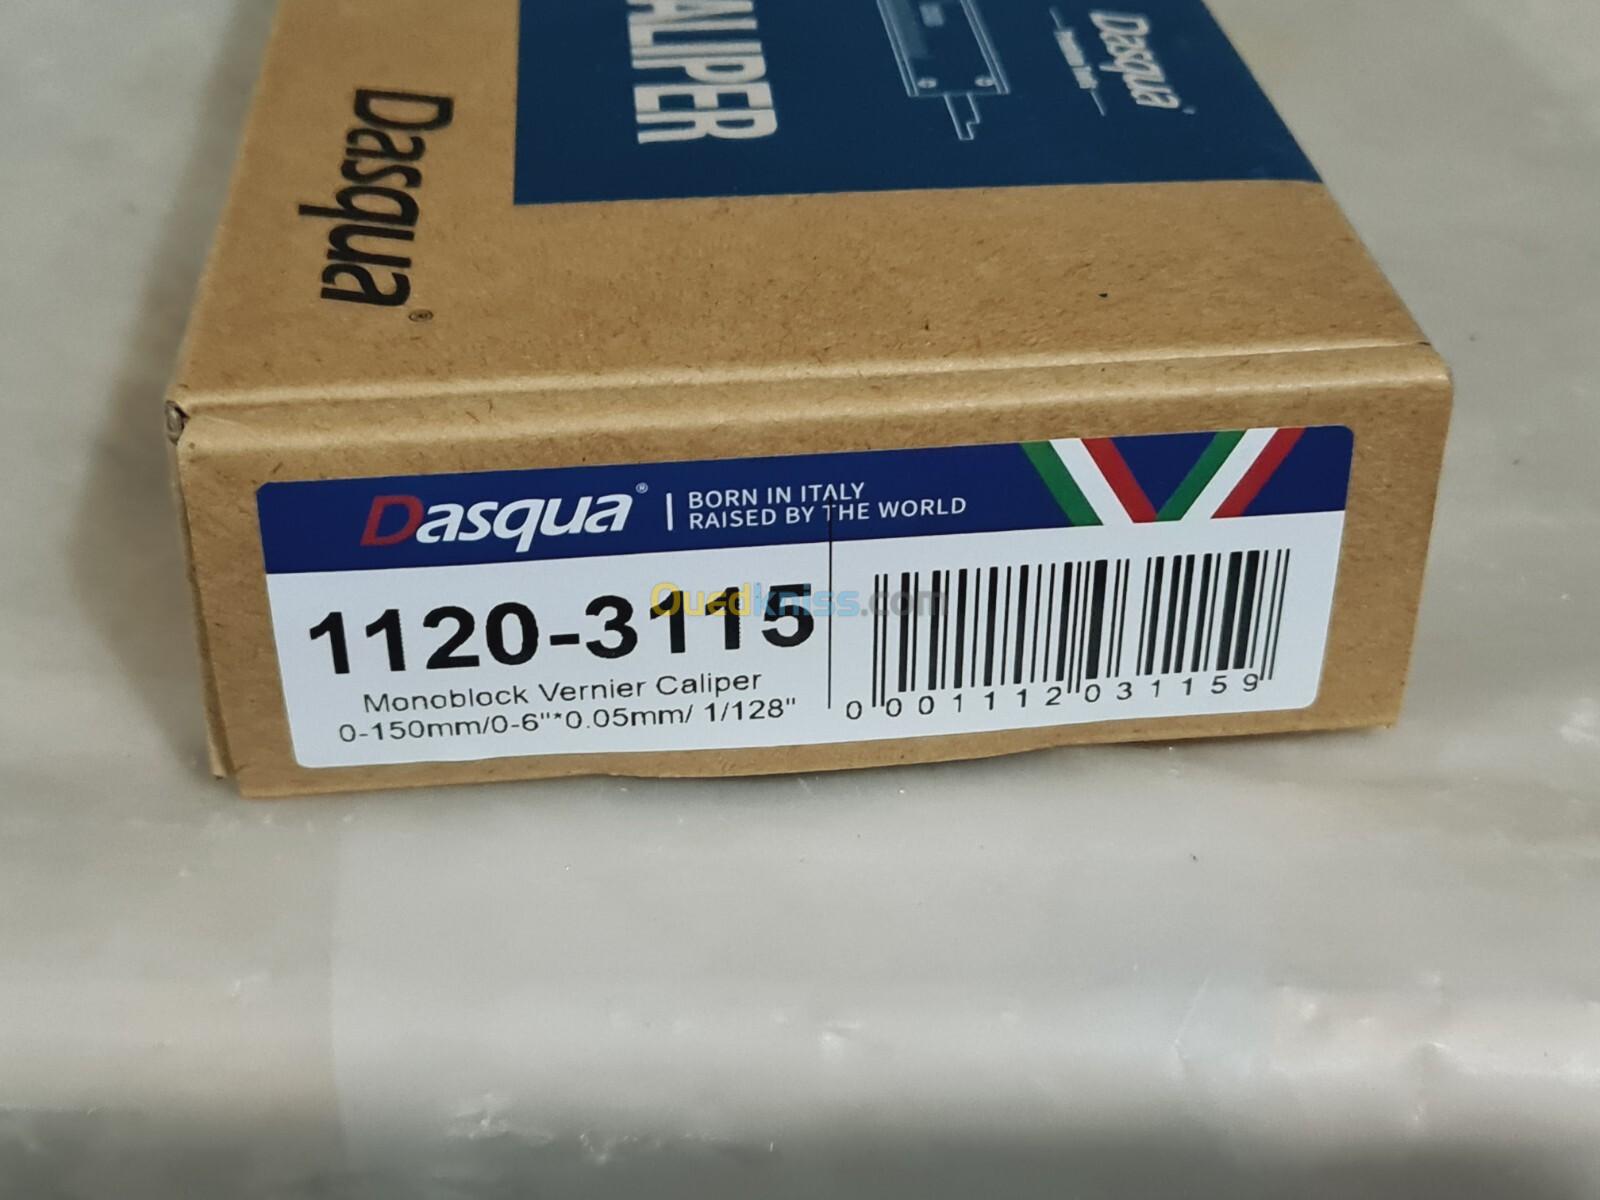 ALIPER
Dasqua
Dasqua®
Dasqua®
BORN IN ITALY
RAISED BY THE WORLD
1120-3115
Monoblock Vernier Caliper
0-150mm/0-6"*0.05mm/ 1/128"
0 001112 031159
Ouedkniss.com